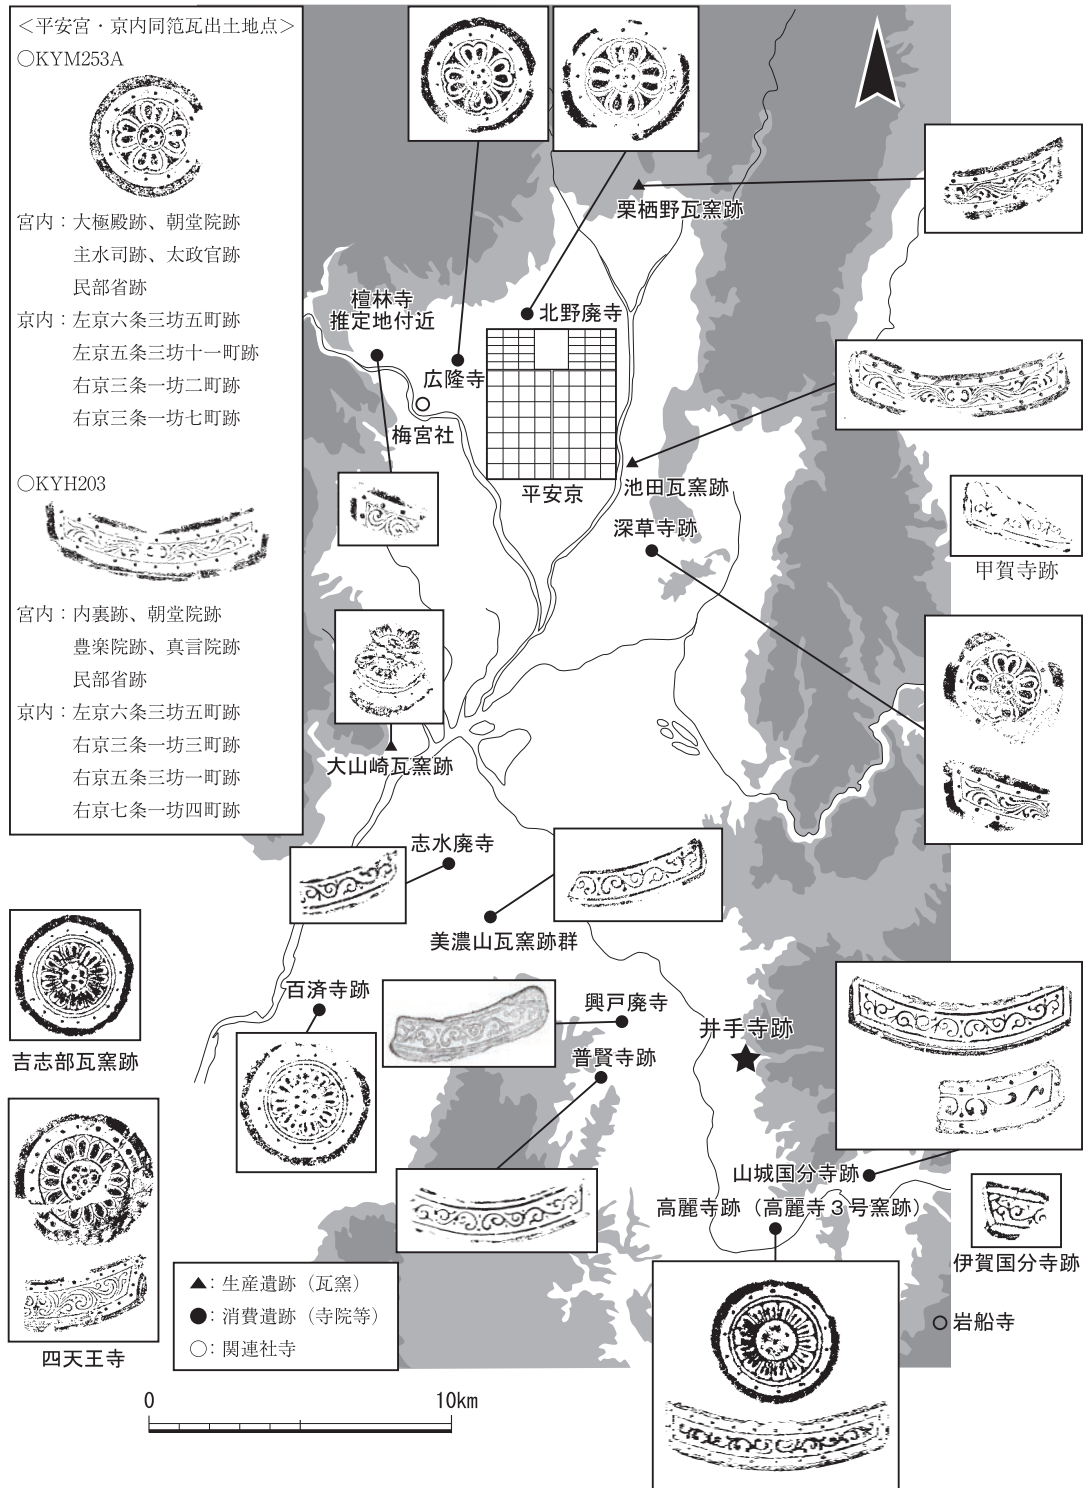 ＜平安宮・京内同笵瓦出土地点＞
○KYM253A
宮内：大極殿跡、朝堂院跡
主水司跡、太政官跡
民部省跡
京内：左京六条三坊五町跡
左京五条三坊十一町跡
右京三条一坊二町跡
右京三条一坊七町跡
○KYH203
宮内：内裏跡、朝堂院跡
豊楽院跡、真言院跡
民部省跡
京内：左京六条三坊五町跡
右京三条一坊三町跡
右京五条三坊一町跡
右京七条一坊四町跡
栗栖野瓦窯跡
檀林寺
推定地付近
北野廃寺
広隆寺
梅宮社
平安京
池田瓦窯跡
深草寺跡
甲賀寺跡
大山崎瓦窯跡
志水廃寺
美濃山瓦窯跡群
吉志部瓦窯跡
百済寺跡
興戸廃寺
井手寺跡
普賢寺跡
山城国分寺跡
高麗寺跡（高麗寺３号窯跡）
伊賀国分寺跡
岩船寺
四天王寺
▲：生産遺跡（瓦窯）
●：消費遺跡（寺院等）
○：関連社寺
0 10km